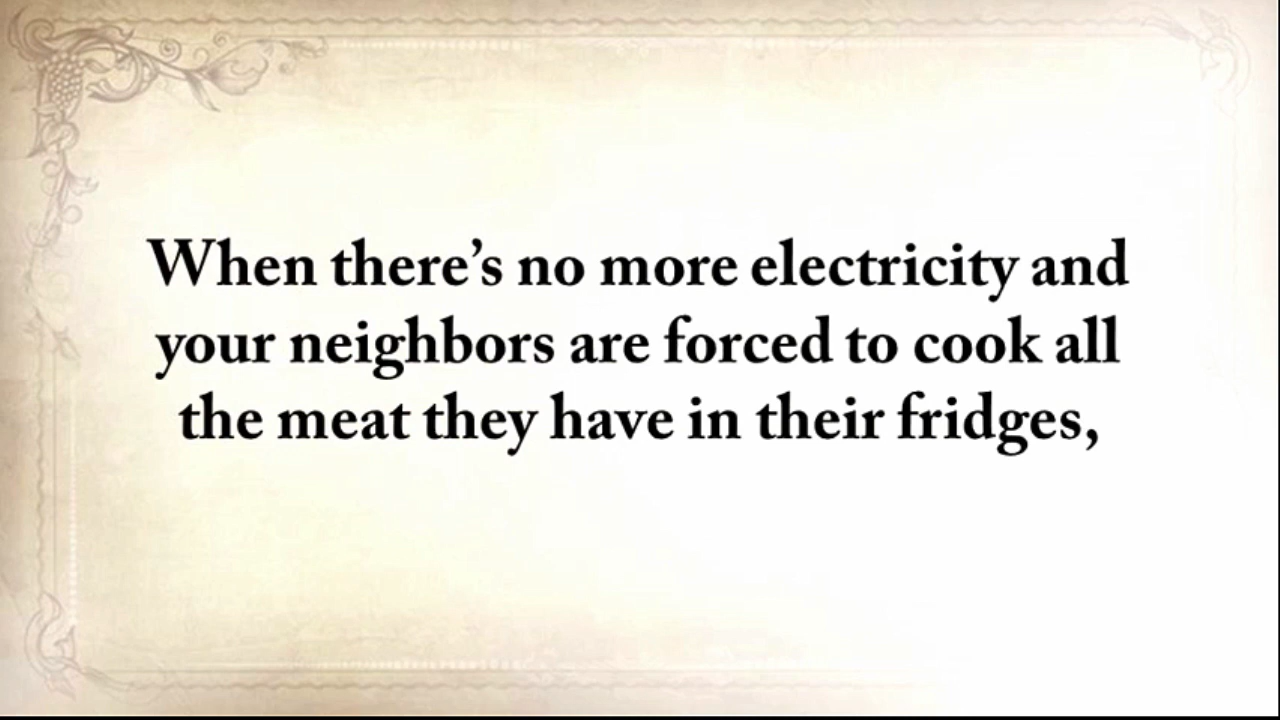 When there’s no more electricity and
your neighbors are forced to cook all
the meat they have in their fridges,